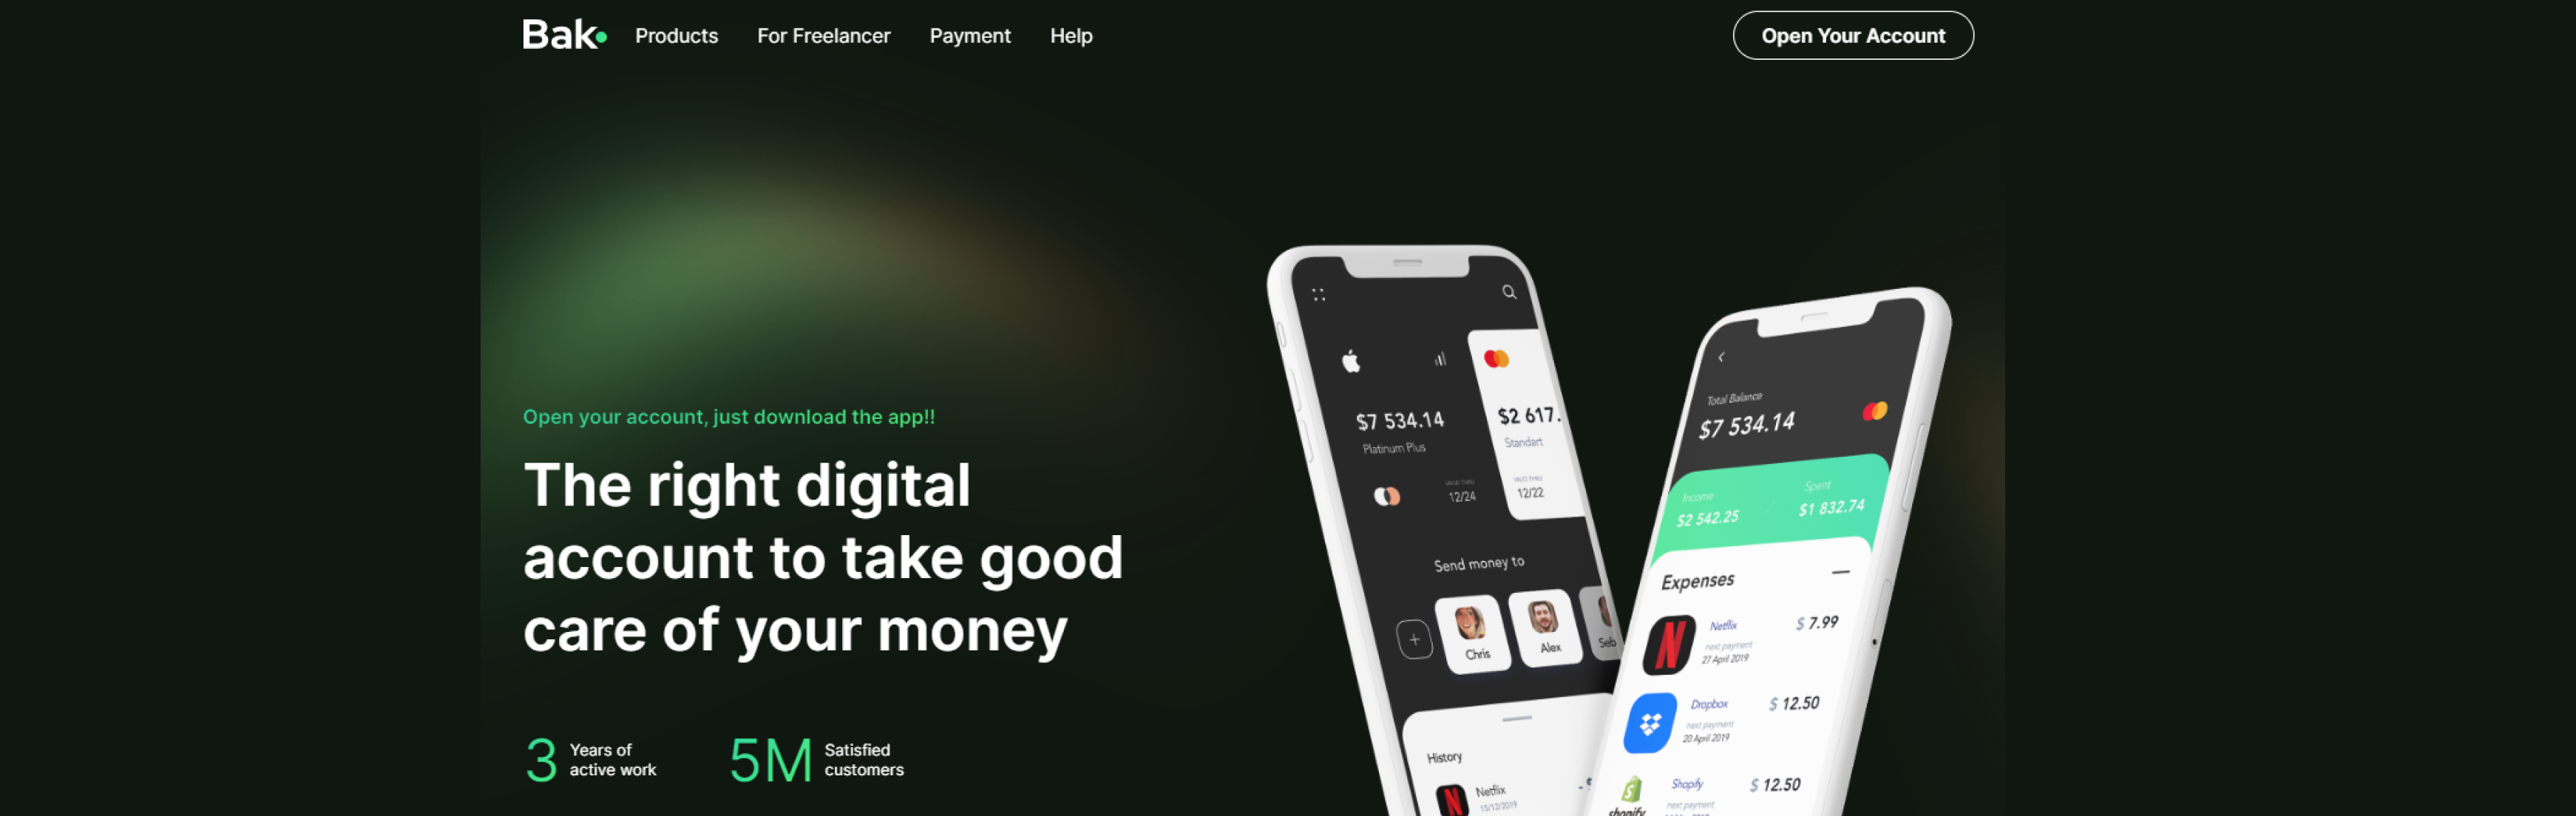 Bak
Products
For Freelancer
Payment
Help
Open Your Account
Open your account, just download the app!!
The right digital
account to take good
care of your money
3
Years of
active work
5M
Satisfied
customers
$7 534.14
Platinum Plus
12/24
$2 617.
Standart
VALID THRU
12/22
Send money to
Chris
Alex
Seb
History
Netflix
15/12/2019
Total Balance
$7 534.14
Income
$2 542.25
Spent
$1 832.74
Expenses
Netflix
$ 7.99
next payment
27 April 2019
Dropbox
$ 12.50
next payment
20 April 2019
Shopify
$ 12.50
next payment
shopify